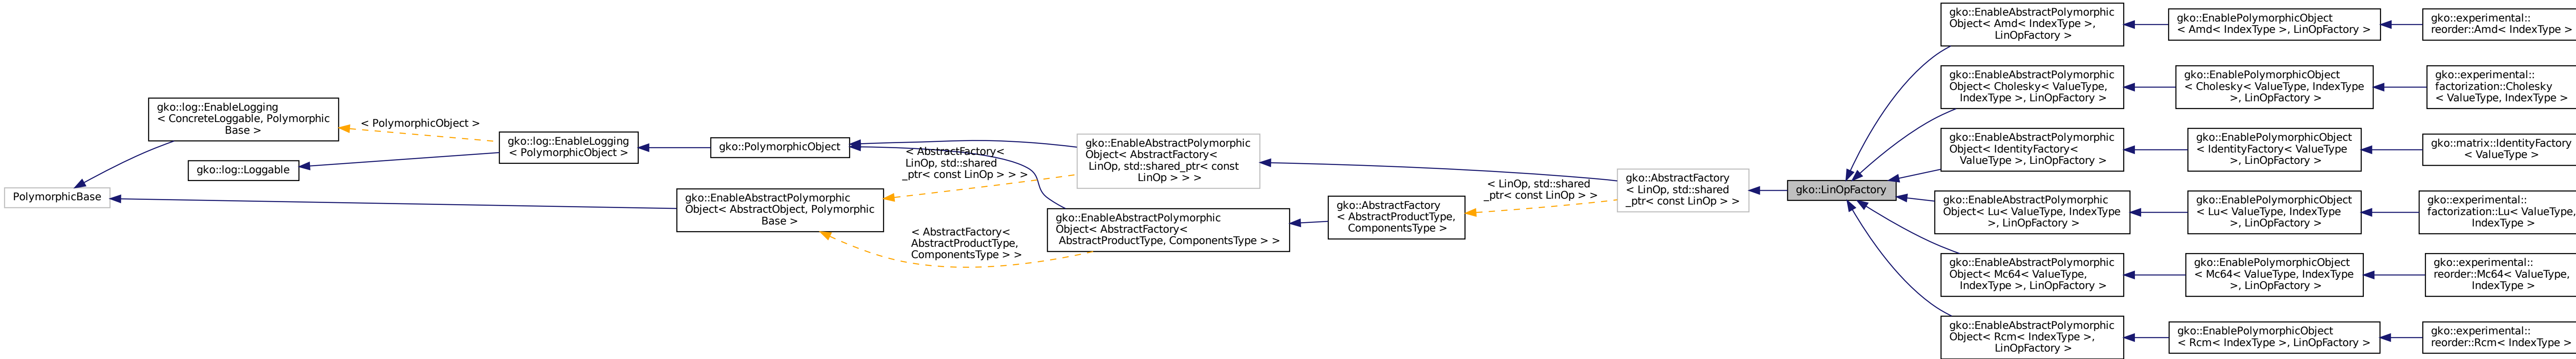 PolymorphicBase
gko::log::EnableLogging
< ConcreteLoggable, Polymorphic
Base >
gko::log::Loggable
< PolymorphicObject >
gko::log::EnableLogging
< PolymorphicObject >
gko::PolymorphicObject
gko::EnableAbstractPolymorphic
Object< AbstractObject, Polymorphic
Base >
< AbstractFactory<
LinOp, std::shared
_ptr< const LinOp > > >
< AbstractFactory<
AbstractProductType,
ComponentsType > >
gko::EnableAbstractPolymorphic
Object< AbstractFactory<
LinOp, std::shared_ptr< const
LinOp > > >
gko::EnableAbstractPolymorphic
Object< AbstractFactory<
AbstractProductType, ComponentsType > >
gko::AbstractFactory
< AbstractProductType,
ComponentsType >
< LinOp, std::shared
_ptr< const LinOp > >
gko::AbstractFactory
< LinOp, std::shared
_ptr< const LinOp > >
gko::LinOpFactory
gko::EnableAbstractPolymorphic
Object< Amd< IndexType >,
LinOpFactory >
gko::EnablePolymorphicObject
< Amd< IndexType >, LinOpFactory >
gko::experimental::
reorder::Amd< IndexType >
gko::EnableAbstractPolymorphic
Object< Cholesky< ValueType,
IndexType >, LinOpFactory >
gko::EnablePolymorphicObject
< Cholesky< ValueType, IndexType
>, LinOpFactory >
gko::experimental::
factorization::Cholesky
< ValueType, IndexType >
gko::EnableAbstractPolymorphic
Object< IdentityFactory<
ValueType >, LinOpFactory >
gko::EnablePolymorphicObject
< IdentityFactory< ValueType
>, LinOpFactory >
gko::matrix::IdentityFactory
< ValueType >
gko::EnableAbstractPolymorphic
Object< Lu< ValueType, IndexType
>, LinOpFactory >
gko::EnablePolymorphicObject
< Lu< ValueType, IndexType
>, LinOpFactory >
gko::experimental::
factorization::Lu< ValueType,
IndexType >
gko::EnableAbstractPolymorphic
Object< Mc64< ValueType,
IndexType >, LinOpFactory >
gko::EnablePolymorphicObject
< Mc64< ValueType, IndexType
>, LinOpFactory >
gko::experimental::
reorder::Mc64< ValueType,
IndexType >
gko::EnableAbstractPolymorphic
Object< Rcm< IndexType >,
LinOpFactory >
gko::EnablePolymorphicObject
< Rcm< IndexType >, LinOpFactory >
gko::experimental::
reorder::Rcm< IndexType >